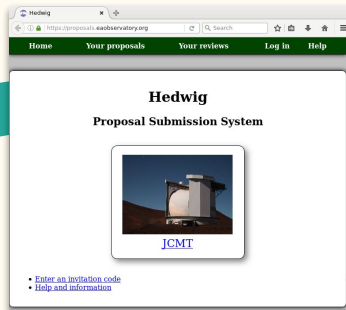 Hedwig
https://proposals.eaobservatory.org
Search
Home Your proposals Your reviews Log in Help
Hedwig
Proposal Submission System
JCMT
Enter an invitation code
Help and information